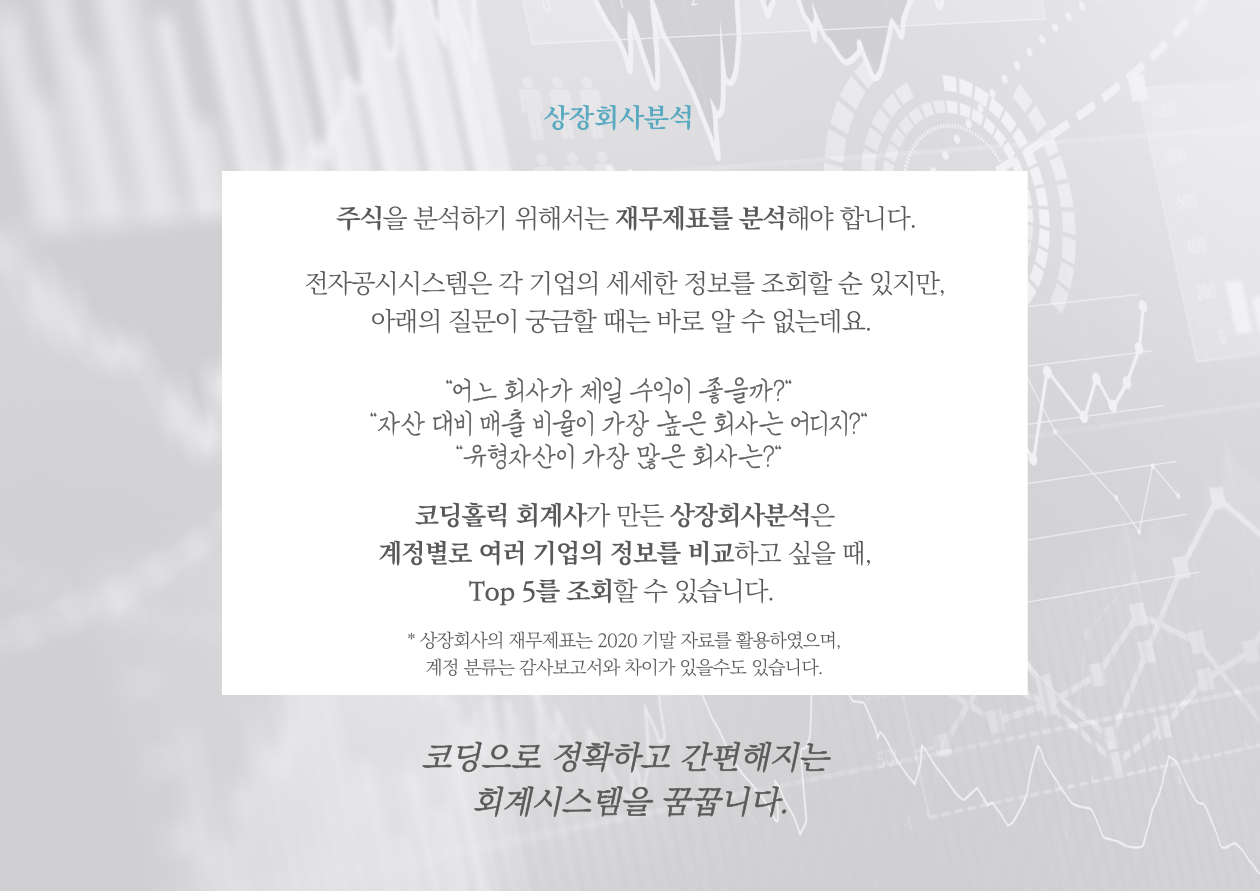 상장회사분석
주식을 분석하기 위해서는 재무제표를 분석해야 합니다.
전자공시시스템은 각 기업의 세세한 정보를 조회할 순 있지만,
아래의 질문이 궁금할 때는 바로 알 수 없는데요.
“어느 회사가 제일 수익이 좋을까?“
“자산 대비 매출 비율이 가장 높은 회사는 어디지?“
“유형자산이 가장 많은 회사는?“
코딩홀릭 회계사가 만든 상장회사분석은
계정별로 여러 기업의 정보를 비교하고 싶을 때,
Top 5를 조회할 수 있습니다.
* 상장회사의 재무제표는 2020 기말 자료를 활용하였으며,
계정 분류는 감사보고서와 차이가 있을수도 있습니다.
코딩으로 정확하고 간편해지는
회계시스템을 꿈꿉니다.